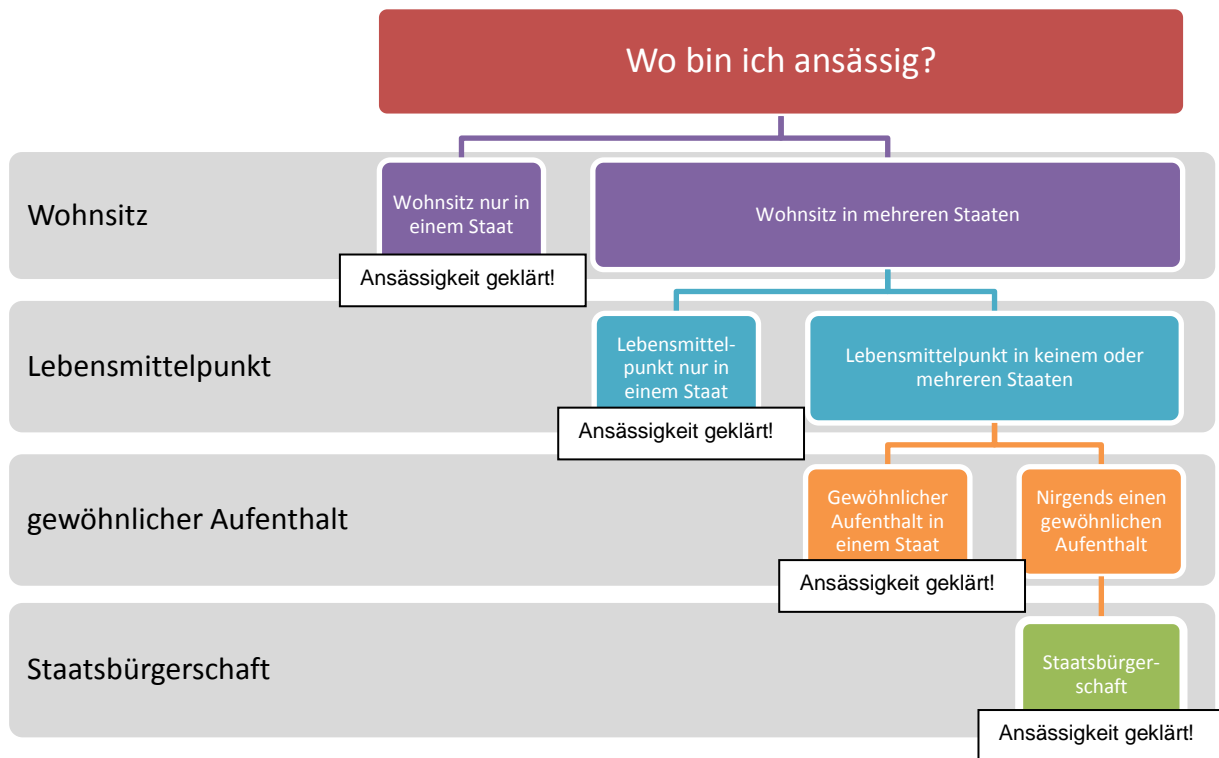 Wo bin ich ansässig?
Wohnsitz
Wohnsitz nur in
einem Staat
Ansässigkeit geklärt!
Wohnsitz in mehreren Staaten
Lebensmittelpunkt
Lebensmittel-
punkt nur in
einem Staat
Ansässigkeit geklärt!
Lebensmittelpunkt in keinem oder
mehreren Staaten
gewöhnlicher Aufenthalt
Gewöhnlicher
Aufenthalt in
einem Staat
Ansässigkeit geklärt!
Nirgends einen
gewöhnlichen
Aufenthalt
Staatsbürgerschaft
Staatsbürger-
schaft
Ansässigkeit geklärt!